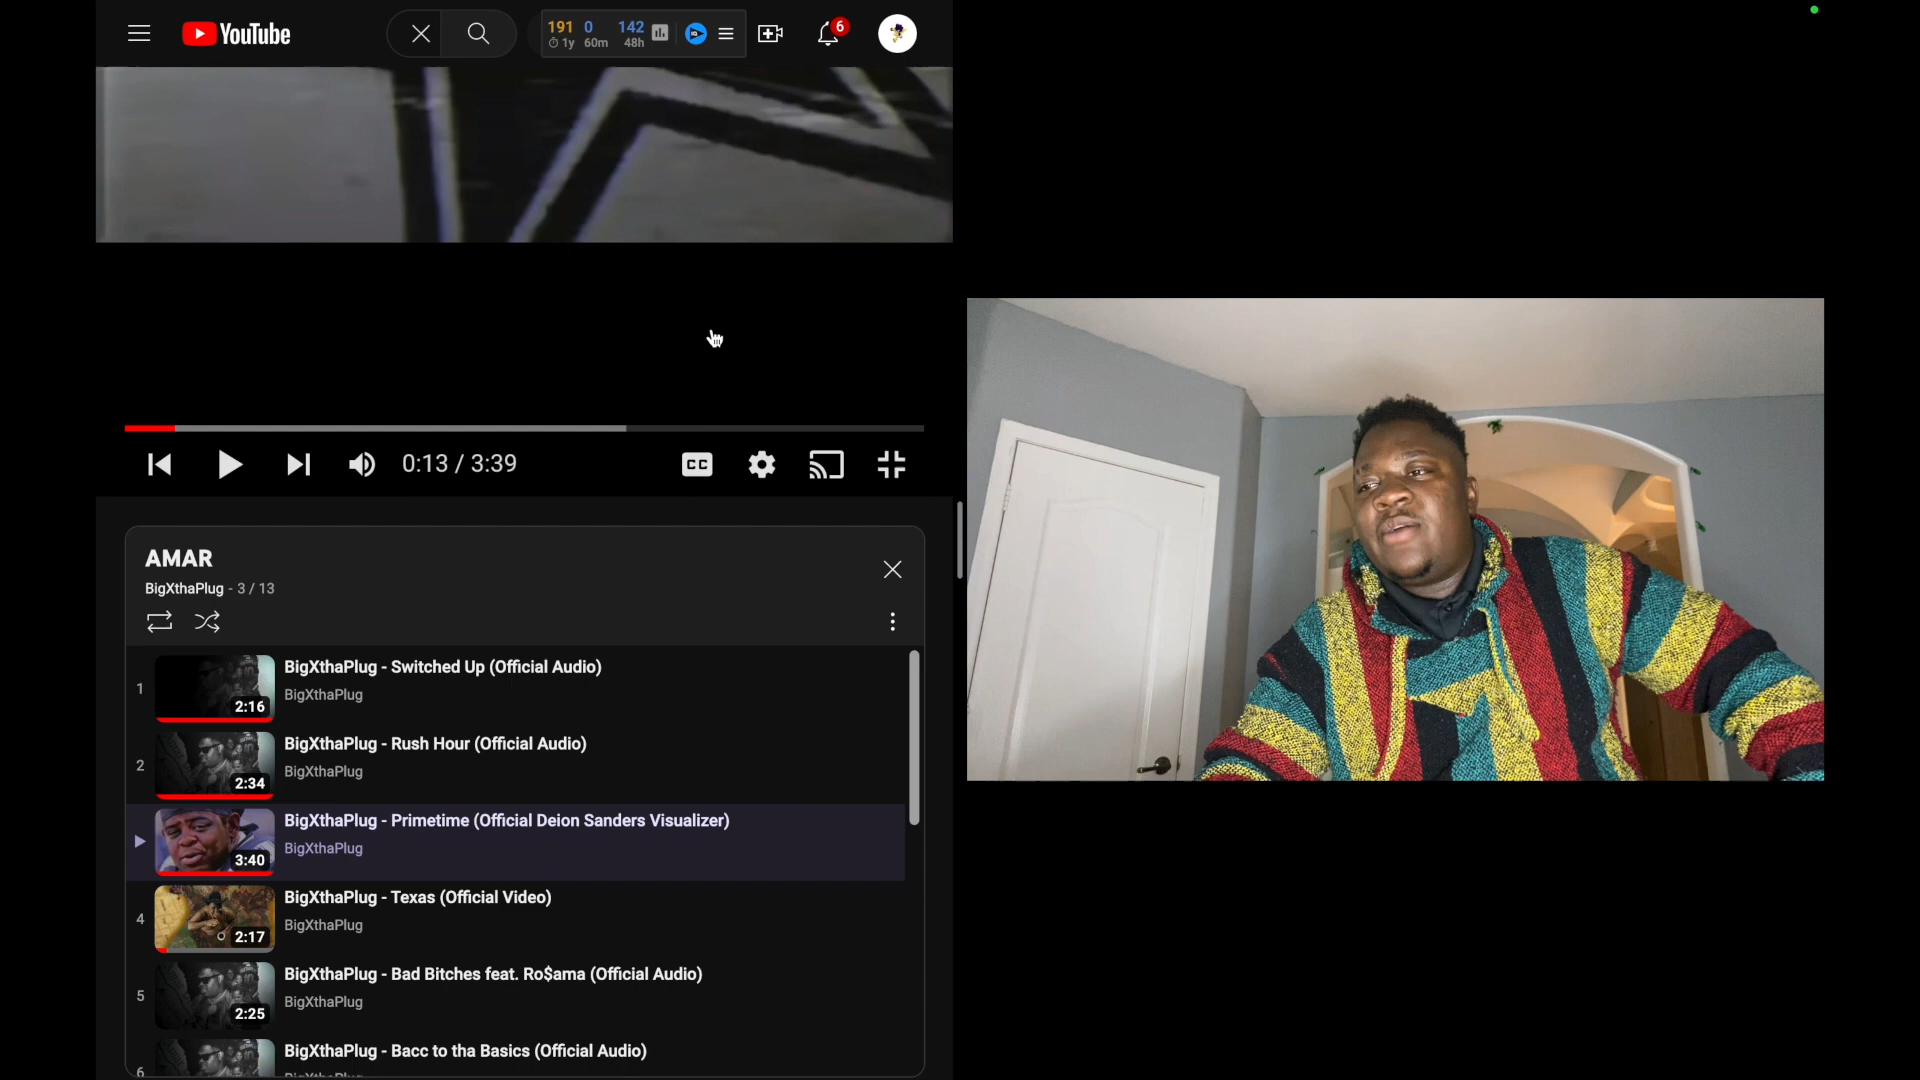 YouTube
191 0 142
1y 60m 48h
6
0:13 / 3:39
CC
AMAR
BigXthaPlug - 3 / 13
1
2:16
BigXthaPlug - Switched Up (Official Audio)
BigXthaPlug
2
2:34
BigXthaPlug - Rush Hour (Official Audio)
BigXthaPlug
3:40
BigXthaPlug - Primetime (Official Deion Sanders Visualizer)
BigXthaPlug
4
2:17
BigXthaPlug - Texas (Official Video)
BigXthaPlug
5
2:25
BigXthaPlug - Bad Bitches feat. Ro$ama (Official Audio)
BigXthaPlug
6
BigXthaPlug - Bacc to tha Basics (Official Audio)